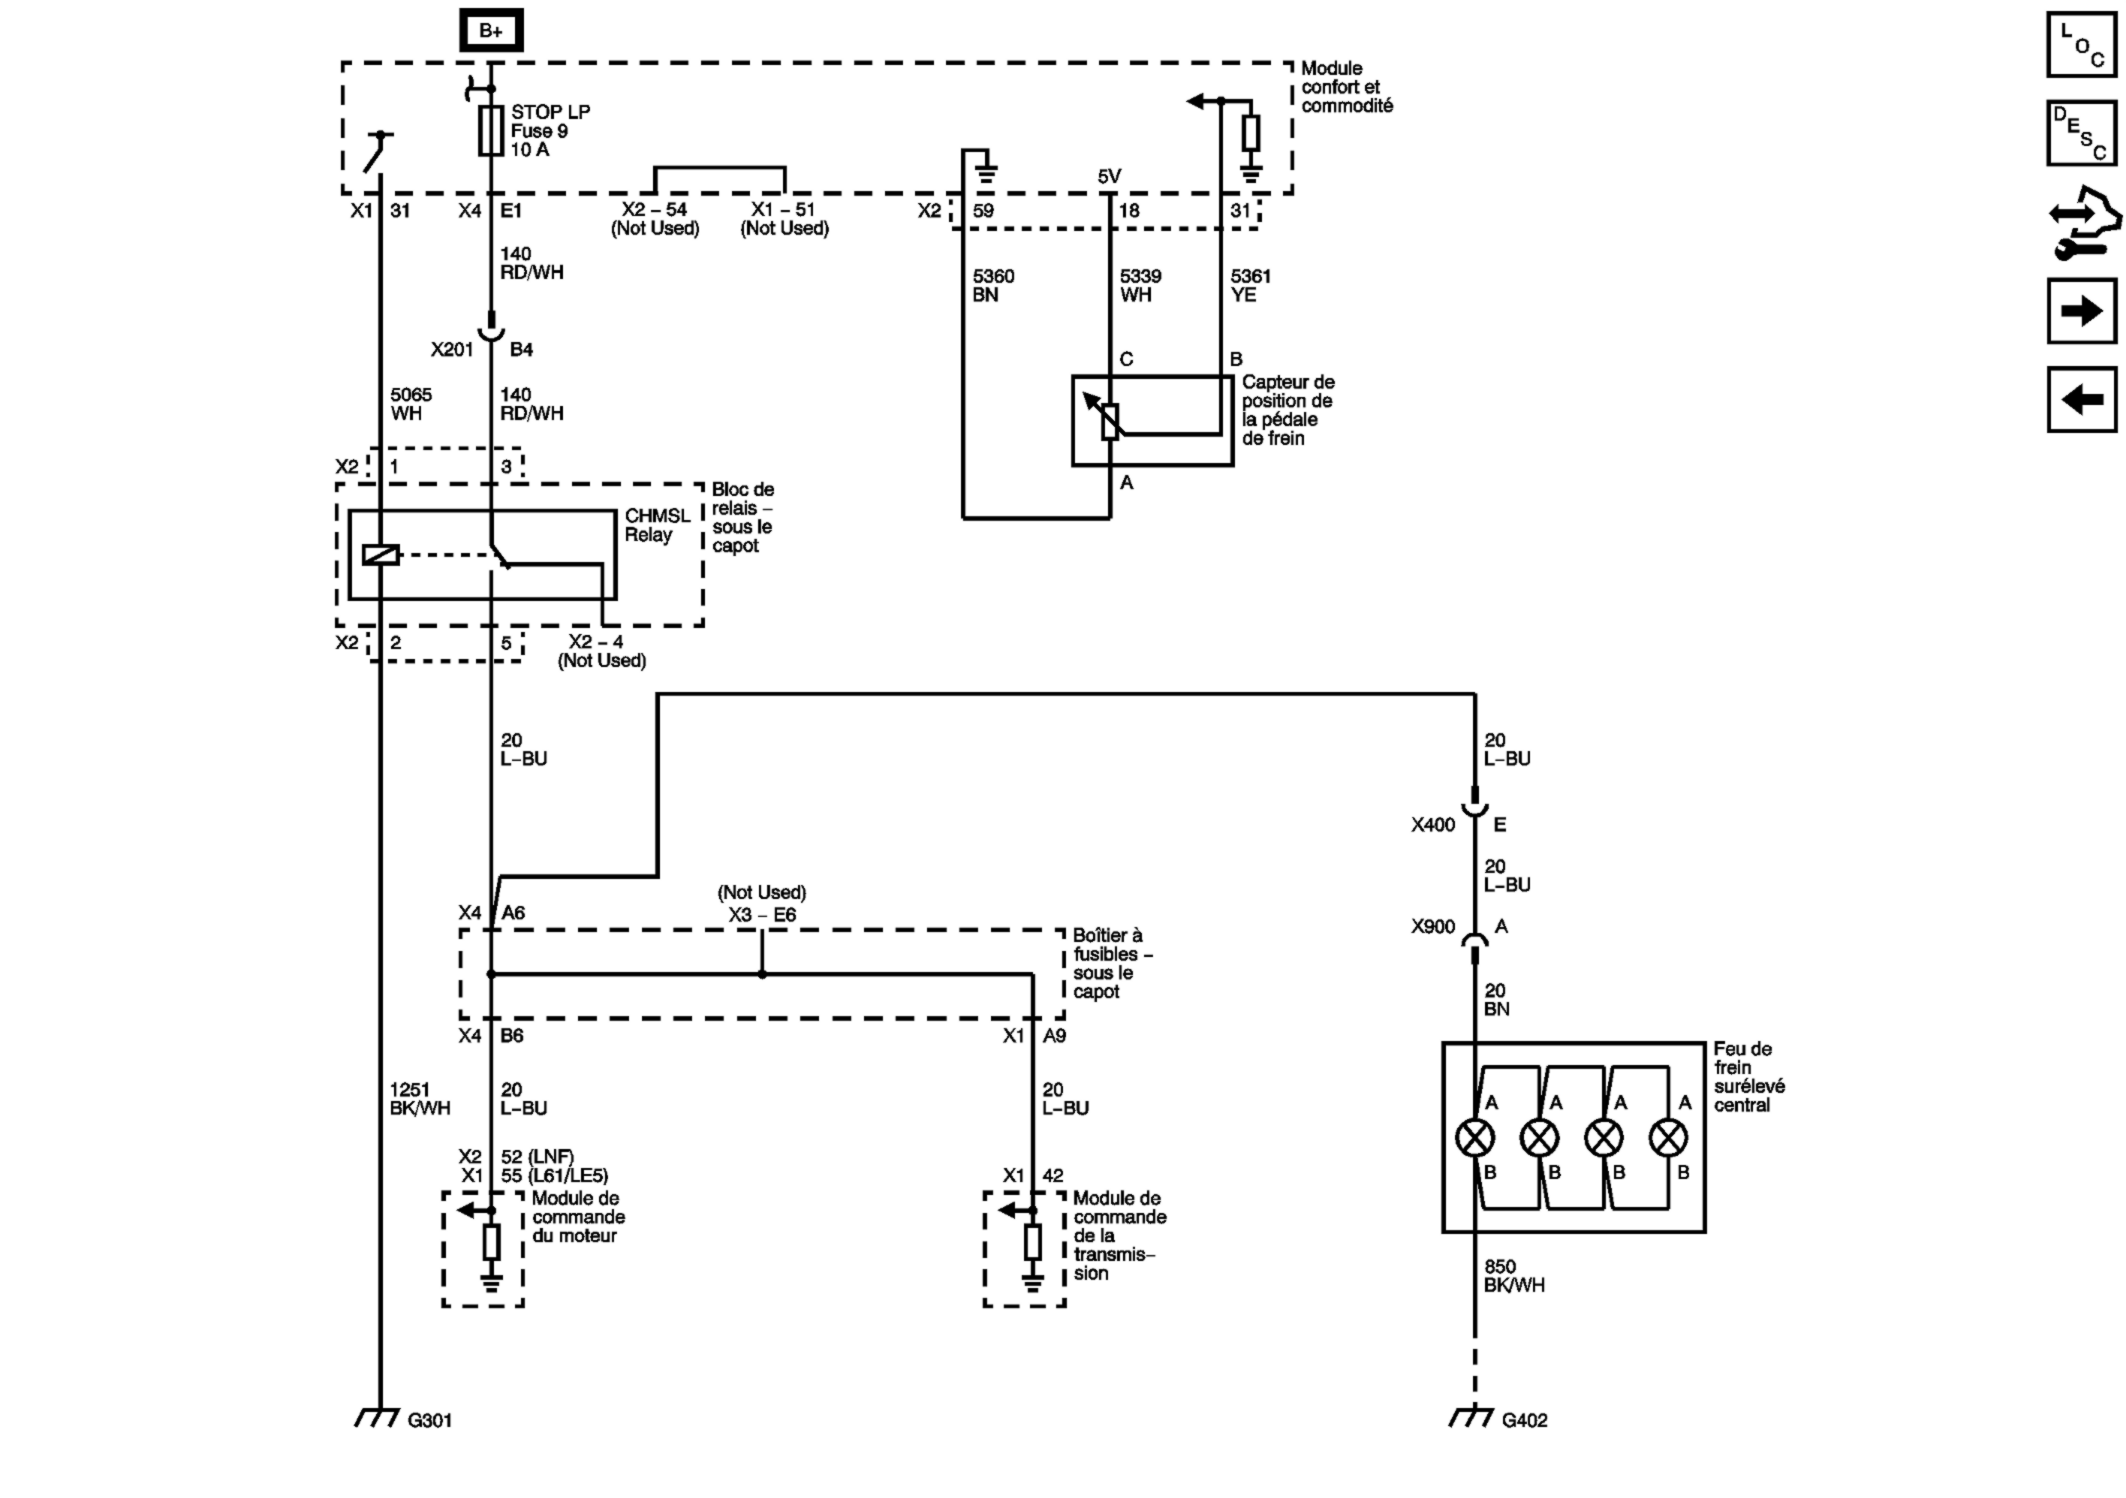 B+
L
O
C
Module
confort et
commodité
D
E
S
C
STOP LP
Fuse 9
10 A
5V
X1 31
X4 E1
X2 – 54
(Not Used)
X1 – 51
(Not Used)
X2 59
18
31
140
RD/WH
5360
BN
5339
WH
5361
YE
X201 B4
C
B
5065
WH
140
RD/WH
Capteur de
position de
la pédale
de frein
X2 1
3
A
Bloc de
relais –
sous le
capot
CHMSL
Relay
X2 2
5
X2 – 4
(Not Used)
20
L–BU
20
L–BU
X400 E
20
L–BU
(Not Used)
X3 – E6
X4 A6
X900 A
Boîtier à
fusibles –
sous le
capot
20
BN
X4 B6
X1 A9
Feu de
frein
surélevé
central
1251
BK/WH
20
L–BU
20
L–BU
A A A A
X2 52 (LNF)
X1 55 (L61/LE5)
X1 42
B B B B
Module de
commande
du moteur
Module de
commande
de la
transmis–
sion
850
BK/WH
G301
G402